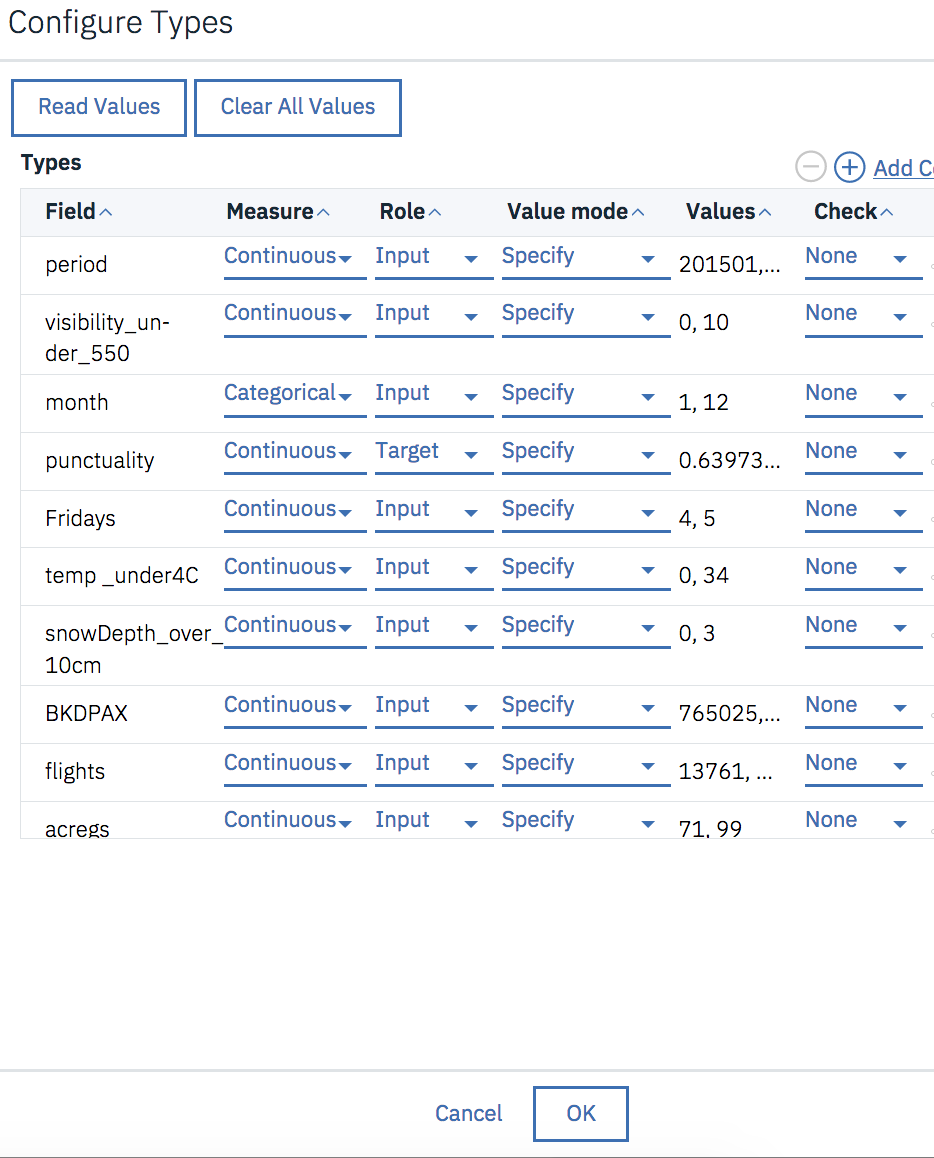 Configure Types
Read Values Clear All Values
Types Add
Field Measure Role Value mode Values Check
period Continuous Input Specify 201501,... None
visibility_un-
der_550 Continuous Input Specify 0, 10 None
month Categorical Input Specify 1, 12 None
punctuality Continuous Target Specify 0.63973... None
Fridays Continuous Input Specify 4, 5 None
temp _under4C Continuous Input Specify 0, 34 None
snowDepth_over_
10cm Continuous Input Specify 0, 3 None
BKDPAX Continuous Input Specify 765025,... None
flights Continuous Input Specify 13761, ... None
acregs Continuous Input Specify 71, 99 None
Cancel OK